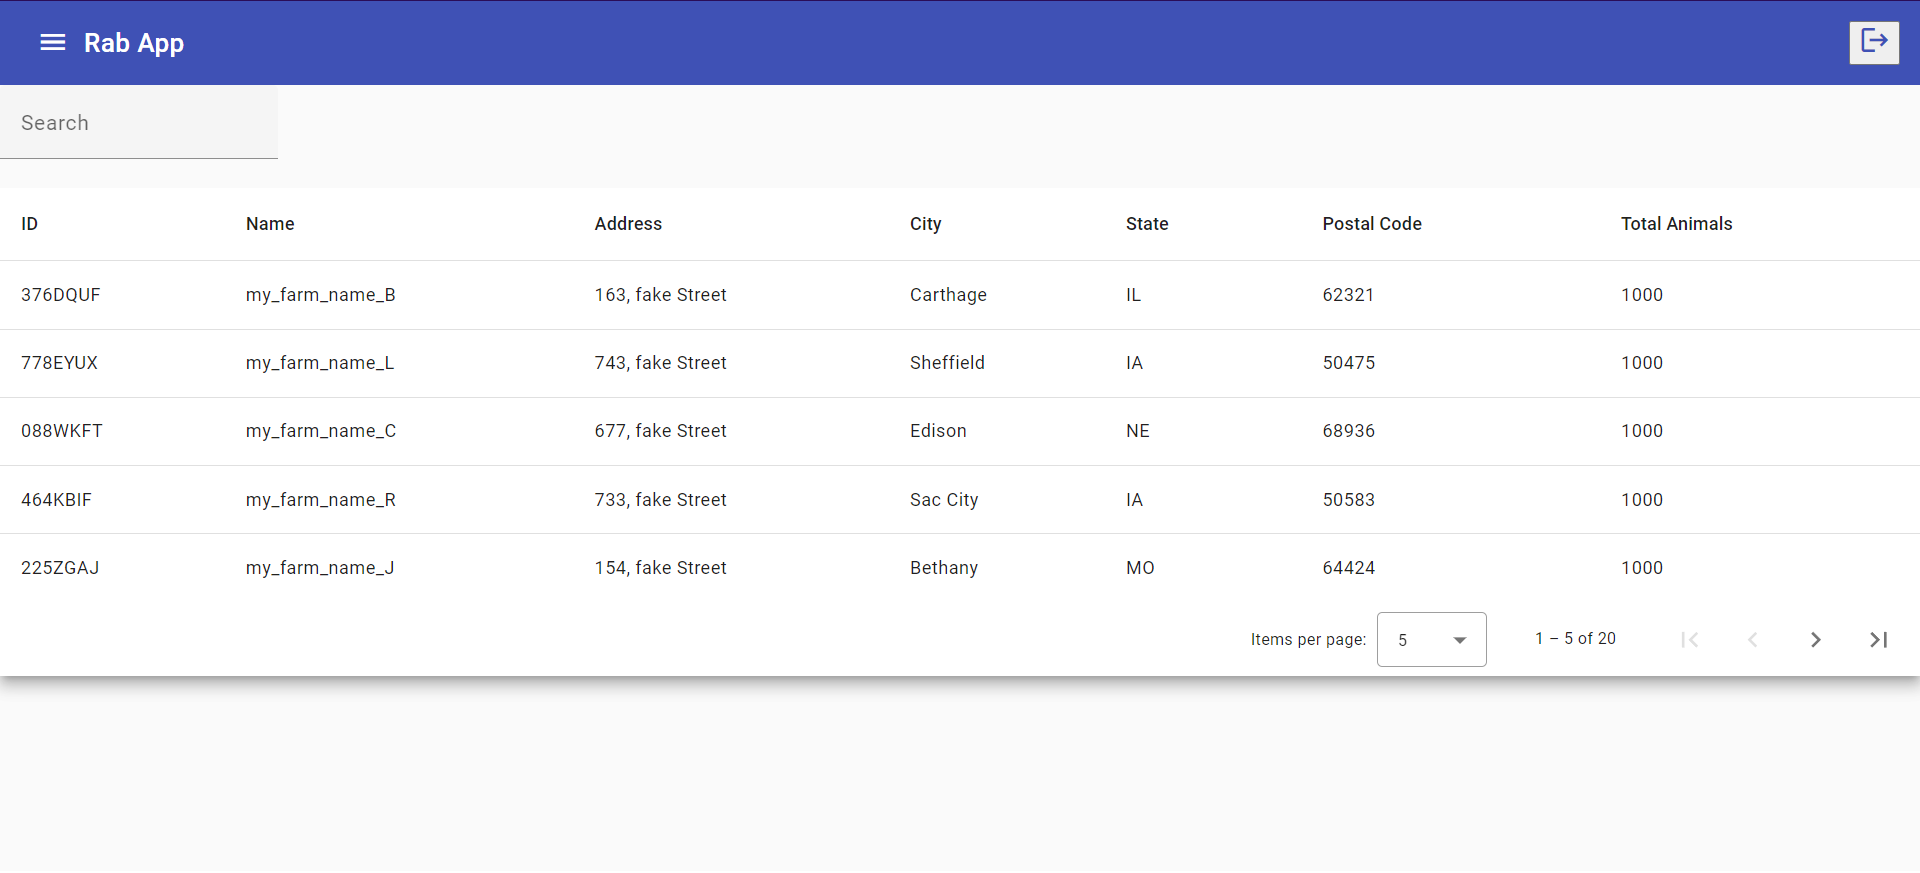 Rab App
Search
ID Name Address City State Postal Code Total Animals
376DQUF my_farm_name_B 163, fake Street Carthage IL 62321 1000
778EYUX my_farm_name_L 743, fake Street Sheffield IA 50475 1000
088WKFT my_farm_name_C 677, fake Street Edison NE 68936 1000
464KBIF my_farm_name_R 733, fake Street Sac City IA 50583 1000
225ZGAJ my_farm_name_J 154, fake Street Bethany MO 64424 1000
Items per page: 5 1 – 5 of 20